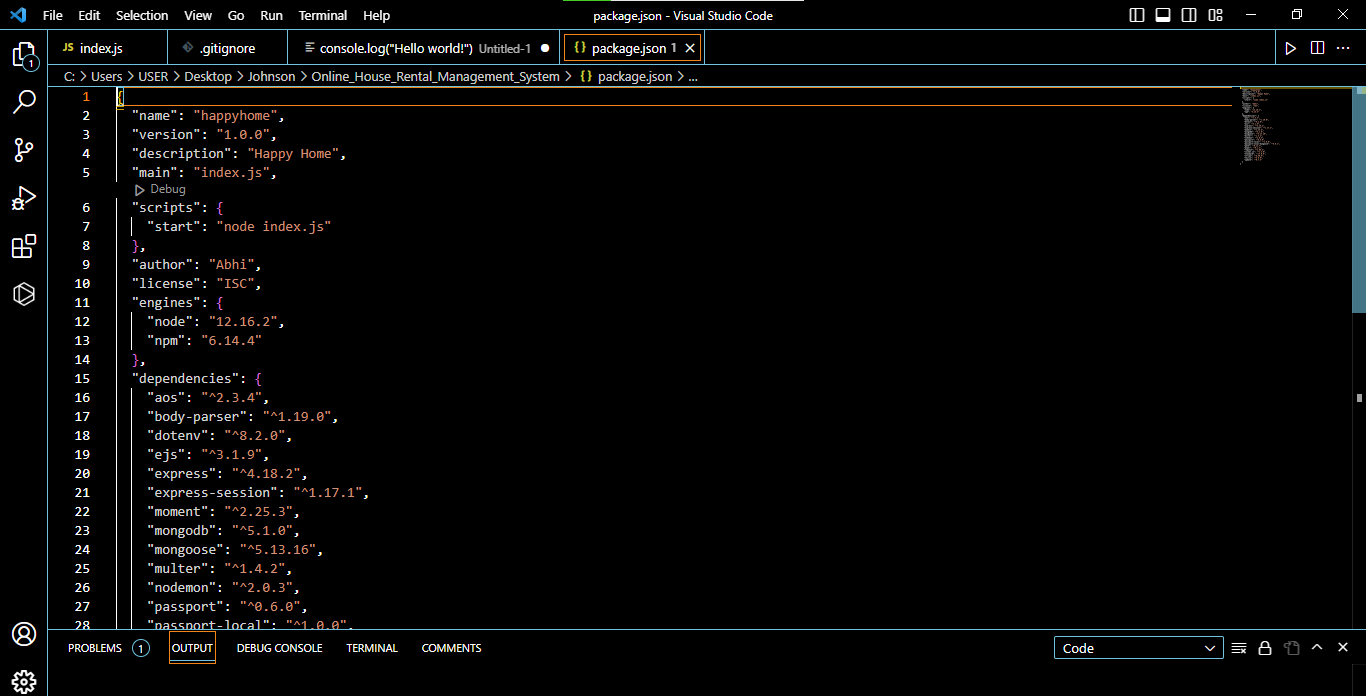 File Edit Selection View Go Run Terminal Help package.json - Visual Studio Code
JS index.js .gitignore console.log("Hello world!") Untitled-1 ● {} package.json 1 ×
C: > Users > USER > Desktop > Johnson > Online_House_Rental_Management_System > {} package.json > ...
1
1 {
2 "name": "happyhome",
3 "version": "1.0.0",
4 "description": "Happy Home",
5 "main": "index.js",
Debug
6 "scripts": {
7 "start": "node index.js"
8 },
9 "author": "Abhi",
10 "license": "ISC",
11 "engines": {
12 "node": "12.16.2",
13 "npm": "6.14.4"
14 },
15 "dependencies": {
16 "aos": "^2.3.4",
17 "body-parser": "^1.19.0",
18 "dotenv": "^8.2.0",
19 "ejs": "^3.1.9",
20 "express": "^4.18.2",
21 "express-session": "^1.17.1",
22 "moment": "^2.25.3",
23 "mongodb": "^5.1.0",
24 "mongoose": "^5.13.16",
25 "multer": "^1.4.2",
26 "nodemon": "^2.0.3",
27 "passport": "^0.6.0",
28 "passport-local": "^1.0.0",
PROBLEMS 1 OUTPUT DEBUG CONSOLE TERMINAL COMMENTS Code